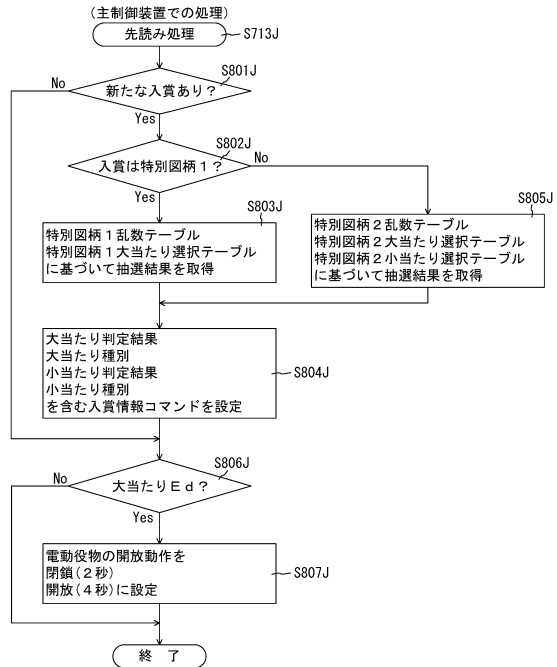 (主制御装置での処理)
先読み処理
S713J
S801J
新たな入賞あり？
No
Yes
S802J
入賞は特別図柄１？
No
Yes
S803J
特別図柄１乱数テーブル
特別図柄１大当たり選択テーブル
に基づいて抽選結果を取得
S805J
特別図柄２乱数テーブル
特別図柄２大当たり選択テーブル
特別図柄２小当たり選択テーブル
に基づいて抽選結果を取得
大当たり判定結果
大当たり種別
小当たり判定結果
小当たり種別
を含む入賞情報コマンドを設定
S804J
S806J
大当たりＥｄ？
No
Yes
電動役物の開放動作を
閉鎖(２秒)
開放(４秒)に設定
S807J
終　了